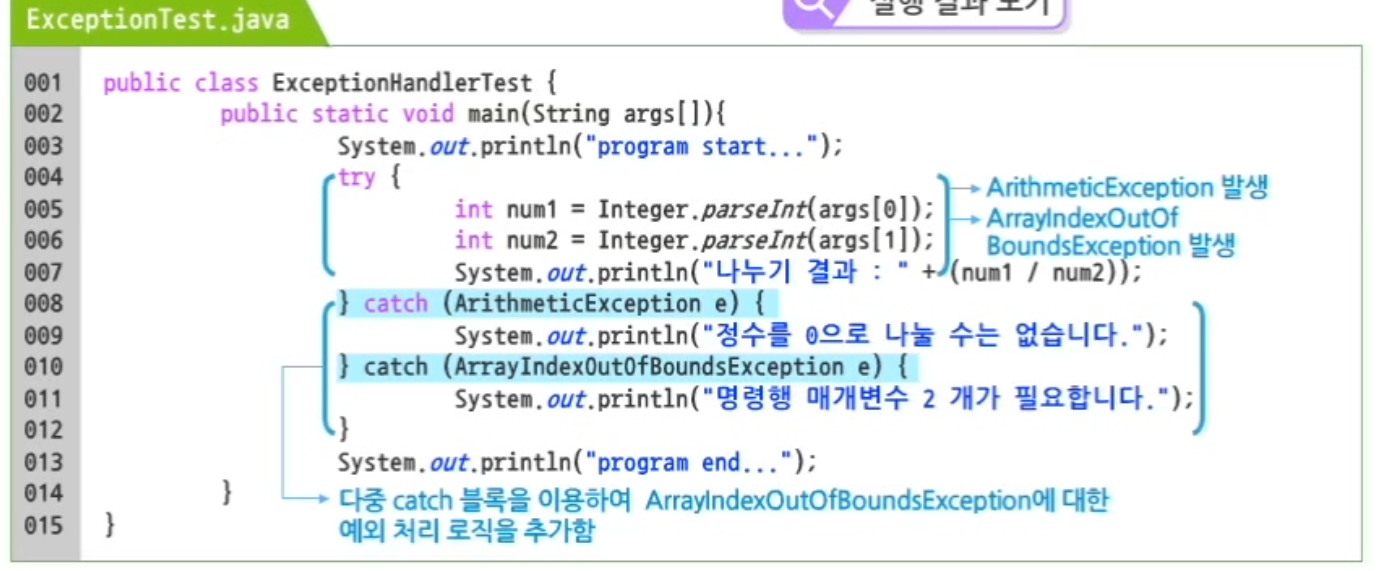 ExceptionTest.java
실행 결과 보기
001 public class ExceptionHandlerTest {
002 public static void main(String args[]){
003 System.out.println("program start...");
004 try {
ArithmeticException 발생
005 int num1 = Integer.parseInt(args[0]);
ArrayIndexOutOf
006 int num2 = Integer.parseInt(args[1]);
BoundsException 발생
007 System.out.println("나누기 결과 : " + (num1 / num2));
008 } catch (ArithmeticException e) {
009 System.out.println("정수를 0으로 나눌 수는 없습니다.");
010 } catch (ArrayIndexOutOfBoundsException e) {
011 System.out.println("명령행 매개변수 2 개가 필요합니다.");
012 }
013 System.out.println("program end...");
014 }
다중 catch 블록을 이용하여 ArrayIndexOutOfBoundsException에 대한
015 }
예외 처리 로직을 추가함